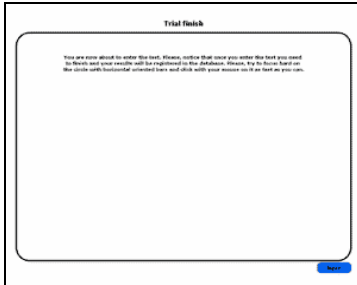 Trial finish
You are now about to enter the test. Please, notice that once you enter the test you need
to finish and your results will be registered in the database. Please, try to focus hard on
the circle with horizontal oriented bars and click with your mouse on it as fast as you can.